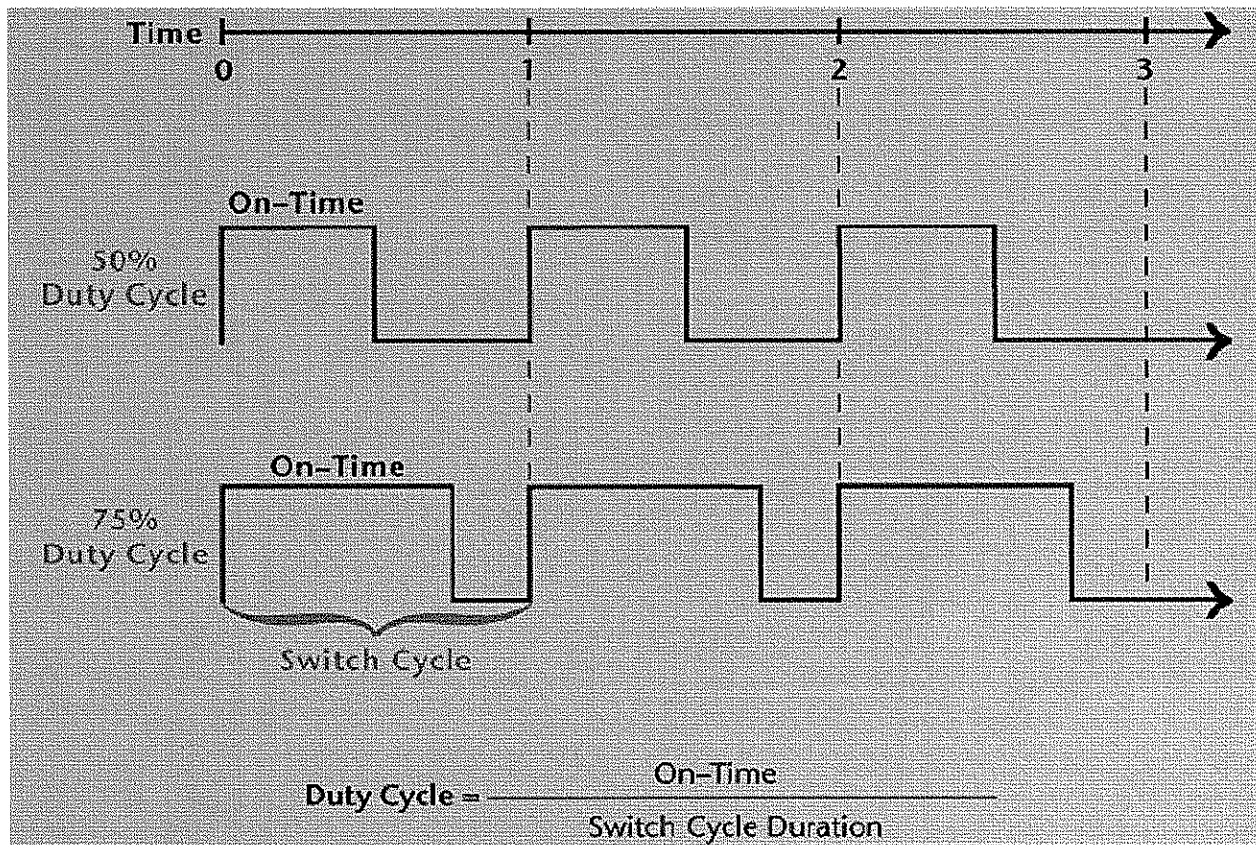 Time
0 1 2 3
On–Time
50%
Duty Cycle
On–Time
75%
Duty Cycle
Switch Cycle
On–Time
Duty Cycle =
Switch Cycle Duration